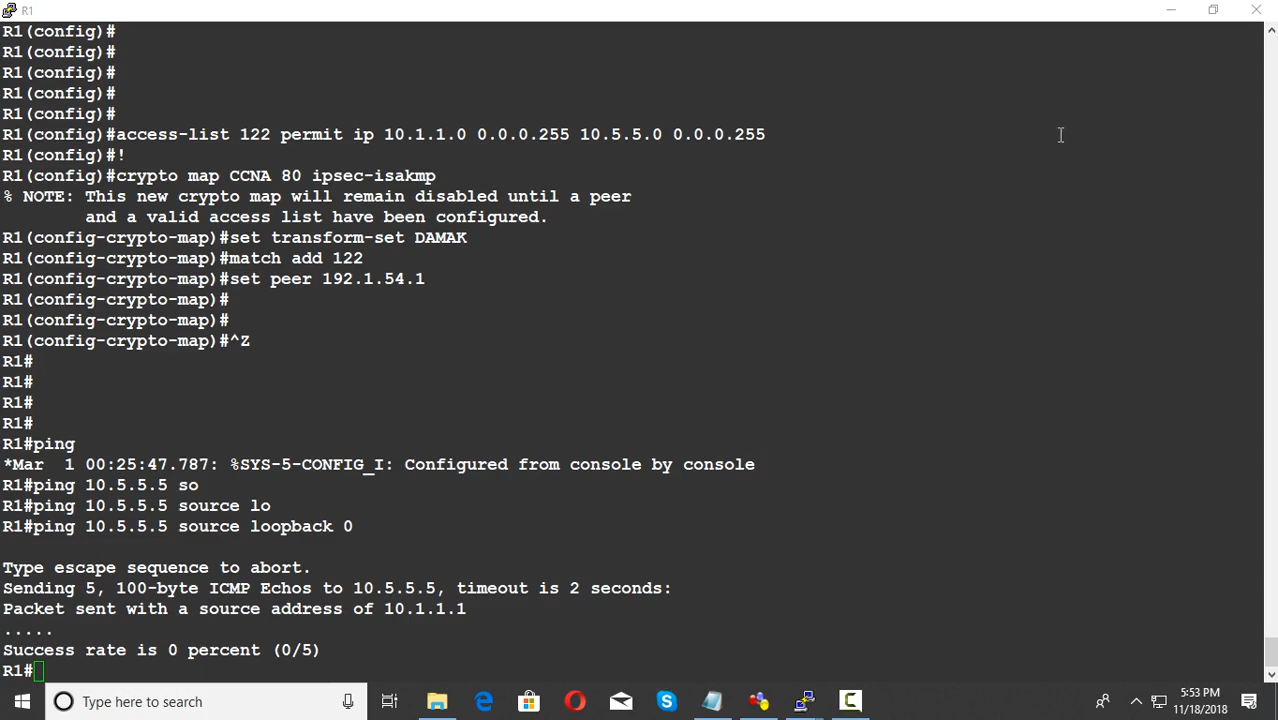 R1
R1(config)#
R1(config)#
R1(config)#
R1(config)#
R1(config)#
R1(config)#access-list 122 permit ip 10.1.1.0 0.0.0.255 10.5.5.0 0.0.0.255
R1(config)#!
R1(config)#crypto map CCNA 80 ipsec-isakmp
% NOTE: This new crypto map will remain disabled until a peer
        and a valid access list have been configured.
R1(config-crypto-map)#set transform-set DAMAK
R1(config-crypto-map)#match add 122
R1(config-crypto-map)#set peer 192.1.54.1
R1(config-crypto-map)#
R1(config-crypto-map)#
R1(config-crypto-map)#^Z
R1#
R1#
R1#
R1#
R1#ping
*Mar  1 00:25:47.787: %SYS-5-CONFIG_I: Configured from console by console
R1#ping 10.5.5.5 so
R1#ping 10.5.5.5 source lo
R1#ping 10.5.5.5 source loopback 0
Type escape sequence to abort.
Sending 5, 100-byte ICMP Echos to 10.5.5.5, timeout is 2 seconds:
Packet sent with a source address of 10.1.1.1
.....
Success rate is 0 percent (0/5)
R1#
Type here to search
5:53 PM
11/18/2018